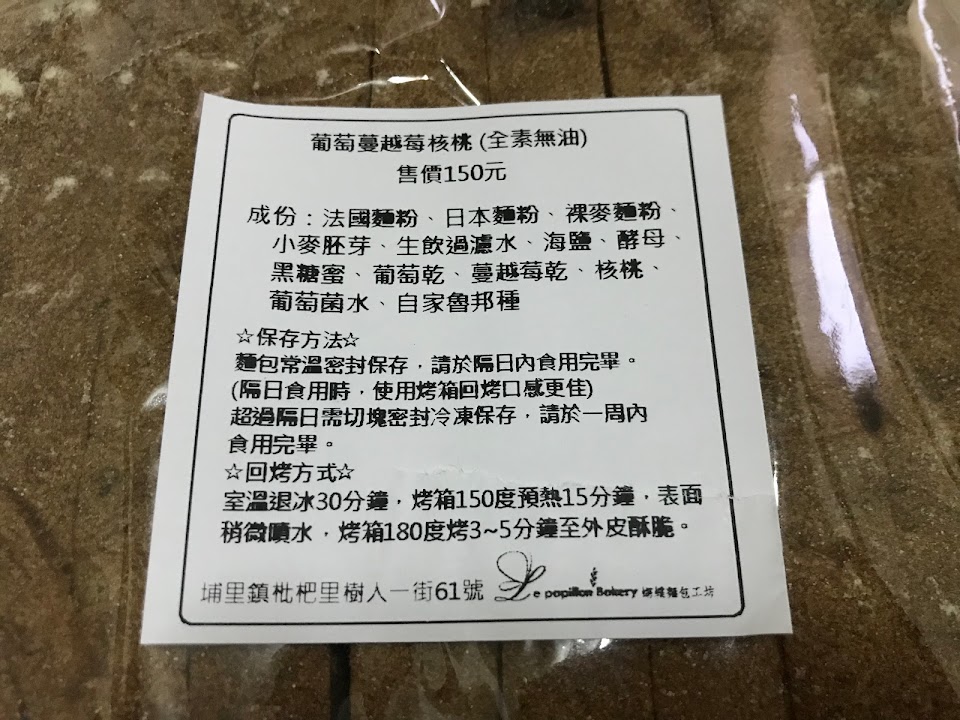 葡萄蔓越莓核桃 (全素無油)
售價150元
成份：法國麵粉、日本麵粉、裸麥麵粉、
小麥胚芽、生飲過濾水、海鹽、酵母、
黑糖蜜、葡萄乾、蔓越莓乾、核桃、
葡萄菌水、自家魯邦種
☆保存方法☆
麵包常溫密封保存，請於隔日內食用完畢。
(隔日食用時，使用烤箱回烤口感更佳)
超過隔日需切塊密封冷凍保存，請於一周內
食用完畢。
☆回烤方式☆
室溫退冰30分鐘，烤箱150度預熱15分鐘，表面
稍微噴水，烤箱180度烤3~5分鐘至外皮酥脆。
埔里鎮枇杷里樹人一街61號 Le papillon Bakery 蝴蝶麵包工坊